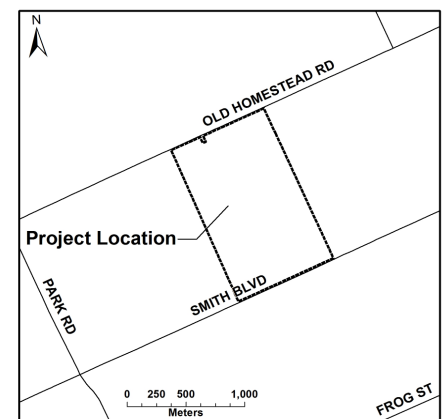 N
OLD HOMESTEAD RD
Project Location
SMITH BLVD
PARK RD
0 250 500 1,000
Meters
FROG ST